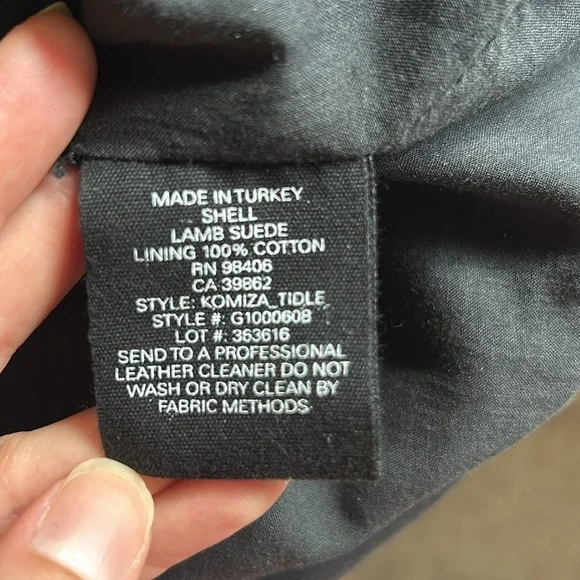 MADE IN TURKEY
SHELL
LAMB SUEDE
LINING 100% COTTON
RN 98406
CA 39862
STYLE: KOMIZA_TIDLE
STYLE #: G1000608
LOT #: 353616
SEND TO A PROFESSIONAL
LEATHER CLEANER DO NOT
WASH OR DRY CLEAN BY
FABRIC METHODS